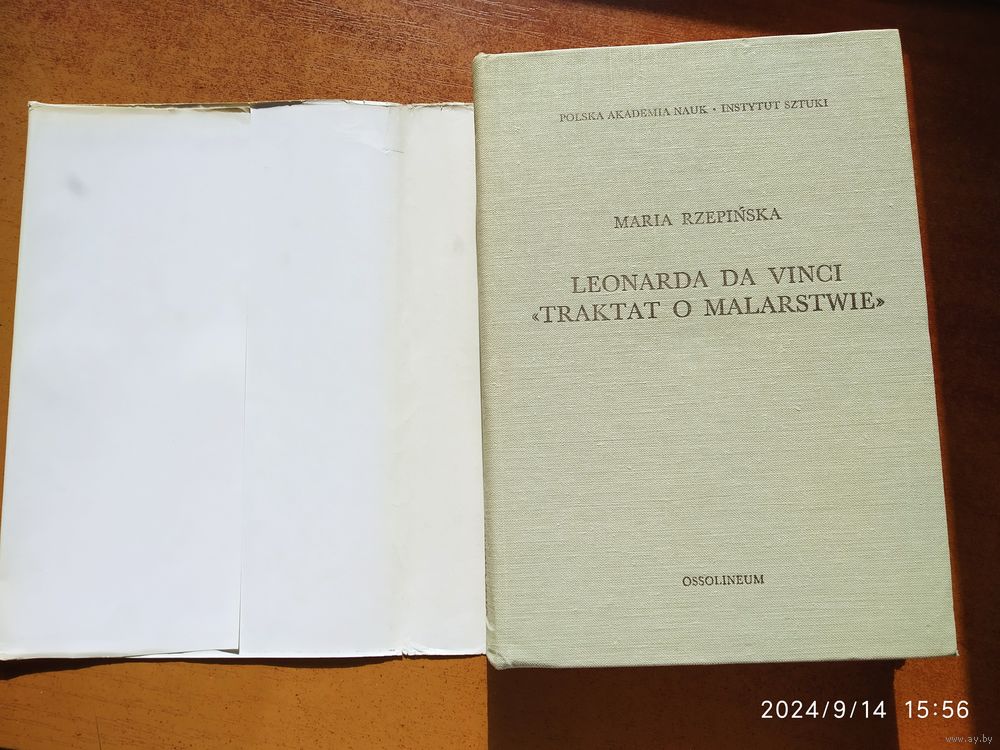 POLSKA AKADEMIA NAUK • INSTYTUT SZTUKI
MARIA RZEPIŃSKA
LEONARDA DA VINCI
«TRAKTAT O MALARSTWIE»
OSSOLINEUM
2024/9/14 15:56
www.ay.by